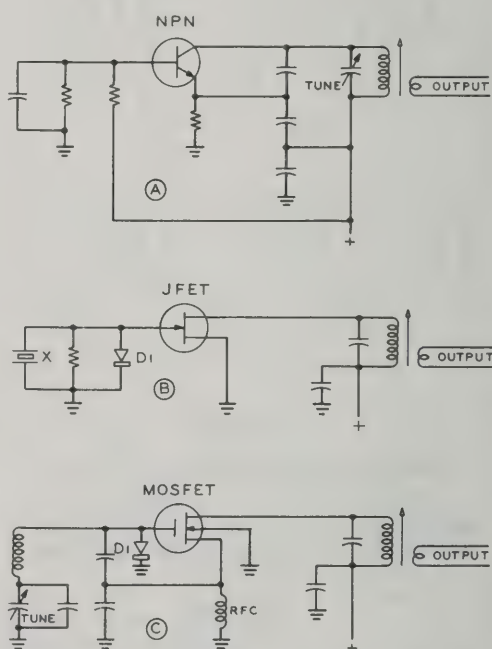 NPN
TUNE
OUTPUT
A
+
JFET
X
D1
OUTPUT
B
+
MOSFET
D1
OUTPUT
TUNE
RFC
C
+